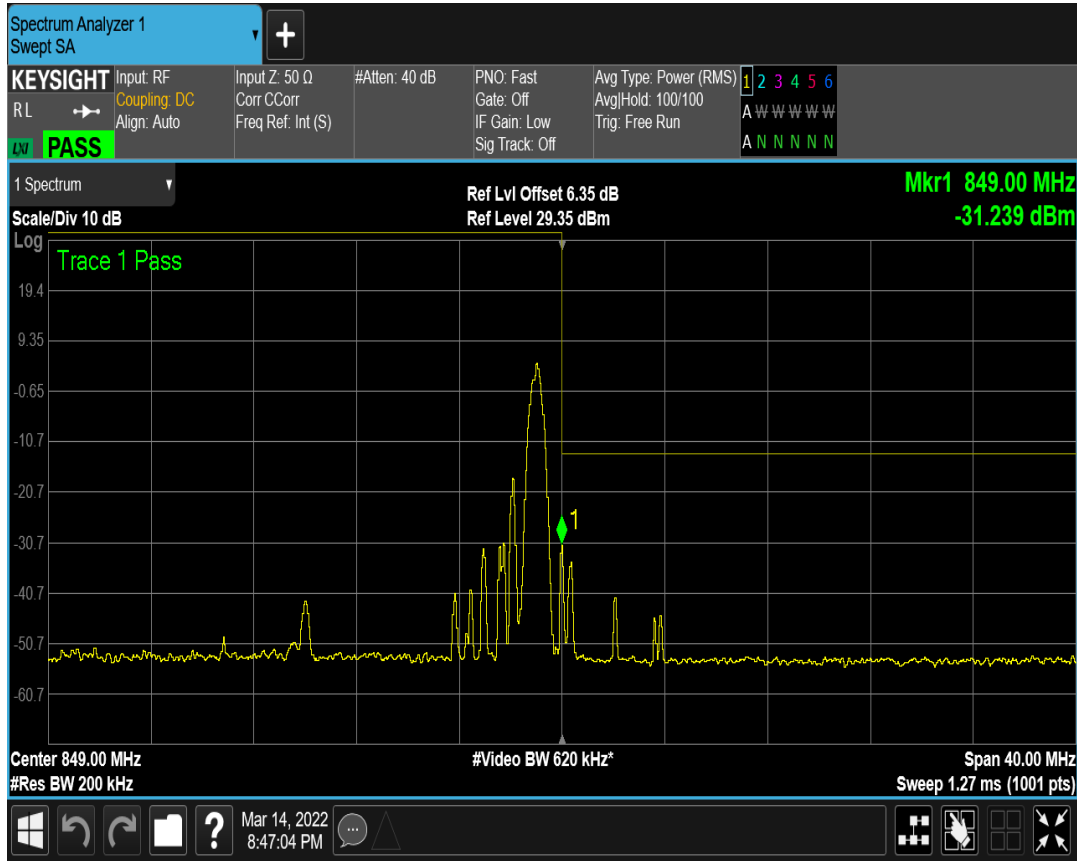 Spectrum Analyzer 1
Swept SA
+
KEYSIGHT
R L
LXI PASS
Input: RF
Coupling: DC
Align: Auto
Input Z: 50 Ω
Corr CCorr
Freq Ref: Int (S)
#Atten: 40 dB
PNO: Fast
Gate: Off
IF Gain: Low
Sig Track: Off
Avg Type: Power (RMS)
Avg|Hold: 100/100
Trig: Free Run
1 2 3 4 5 6
A W W W W W
A N N N N N
1 Spectrum
Scale/Div 10 dB
Ref Lvl Offset 6.35 dB
Ref Level 29.35 dBm
Mkr1 849.00 MHz
-31.239 dBm
Log
Trace 1 Pass
19.4
9.35
-0.65
-10.7
-20.7
1
-30.7
-40.7
-50.7
-60.7
Center 849.00 MHz
#Res BW 200 kHz
#Video BW 620 kHz*
Span 40.00 MHz
Sweep 1.27 ms (1001 pts)
?
Mar 14, 2022
8:47:04 PM